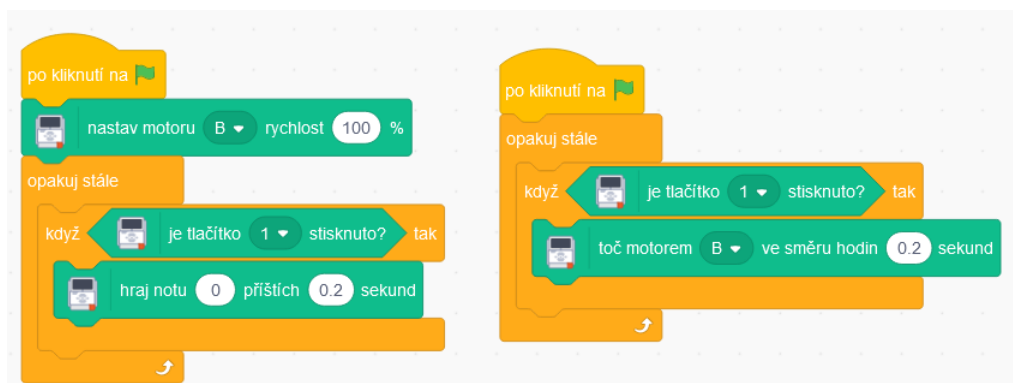 po kliknutí na
nastav motoru B rychlost 100 %
opakuj stále
když je tlačítko 1 stisknuto? tak
hraj notu 0 příštích 0.2 sekund
po kliknutí na
opakuj stále
když je tlačítko 1 stisknuto? tak
toč motorem B ve směru hodin 0.2 sekund